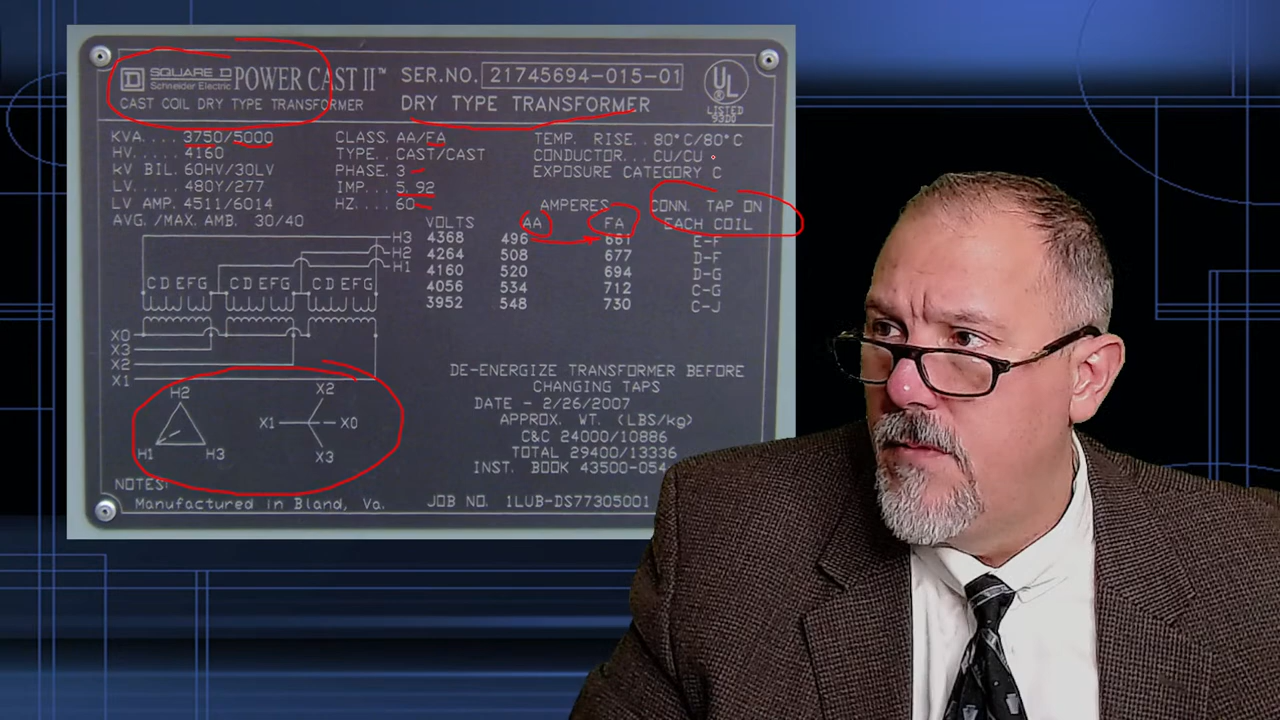 SQUARE D
Schneider Electric
POWER CAST II™
CAST COIL DRY TYPE TRANSFORMER
SER.NO. 21745694-015-01
DRY TYPE TRANSFORMER
UL
®
LISTED
93D0
KVA.... 3750/5000
HV..... 4160
kV BIL. 60HV/30LV
LV..... 480Y/277
LV AMP. 4511/6014
AVG./MAX. AMB. 30/40
CLASS. AA/FA
TYPE.. CAST/CAST
PHASE. 3
IMP... 5.92
HZ.... 60
TEMP. RISE. 80°C/80°C
CONDUCTOR... CU/CU
EXPOSURE CATEGORY C
AMPERES CONN. TAP ON
VOLTS AA FA EACH COIL
4368 496 661 E-F
4264 508 677 D-F
4160 520 694 D-G
4056 534 712 C-G
3952 548 730 C-J
H3
H2
H1
C D E F G C D E F G C D E F G
X0
X3
X2
X1
H2
H1 H3
X2
X1 X0
X3
DE-ENERGIZE TRANSFORMER BEFORE
CHANGING TAPS
DATE - 2/26/2007
APPROX. WT. (LBS/kg)
C&C 24000/10886
TOTAL 29400/13336
INST. BOOK 43500-054
NOTES:
Manufactured in Bland, Va.
JOB NO. 1LUB-DS77305001